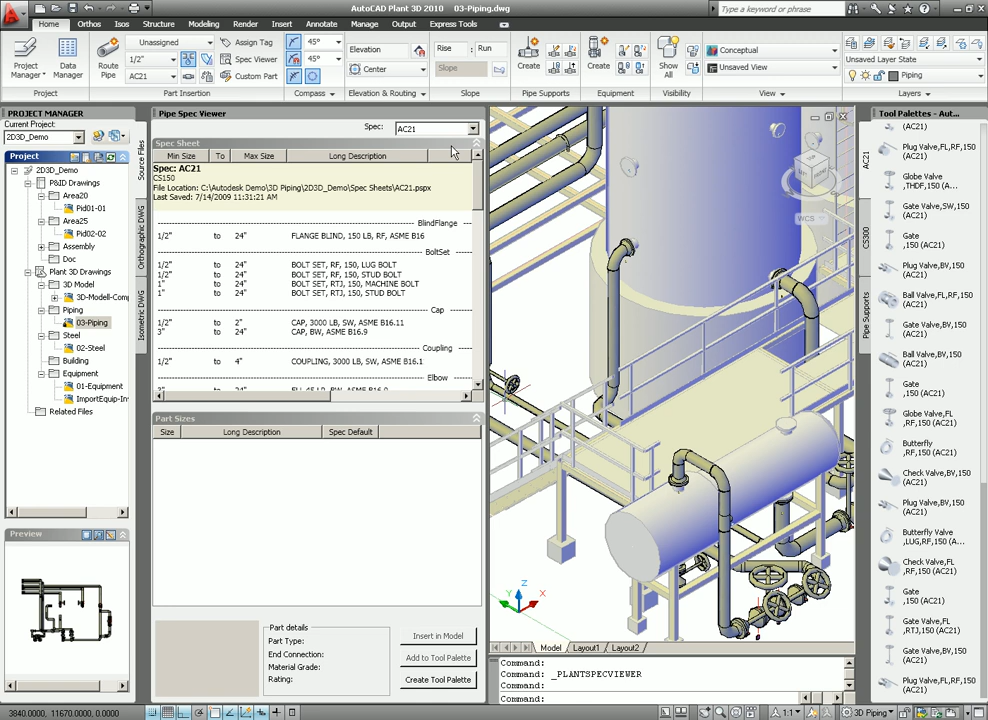 AutoCAD Plant 3D 2010   03-Piping.dwg
Type a keyword or phrase
Home Orthos Isos Structure Modeling Render Insert Annotate Manage Output Express Tools
Project Manager
Data Manager
Project
Route Pipe
Unassigned
1/2"
AC21
Assign Tag
Spec Viewer
Custom Part
Part Insertion
45°
45°
Compass
Elevation
Center
Elevation & Routing
Rise : Run
Slope
Slope
Create
Pipe Supports
Create
Equipment
Show All
Visibility
Conceptual
Unsaved View
View
Unsaved Layer State
Piping
Layers
PROJECT MANAGER
Current Project:
2D3D_Demo
Project
2D3D_Demo
P&ID Drawings
Area20
Pid01-01
Area25
Pid02-02
Assembly
Doc
Plant 3D Drawings
3D Model
3D-Modell-Com
Piping
03-Piping
Steel
02-Steel
Building
Equipment
01-Equipment
ImportEquip-In
Related Files
Source Files
Orthographic DWG
Isometric DWG
Preview
Pipe Spec Viewer
Spec: AC21
Spec Sheet
Min Size To Max Size Long Description
Spec: AC21
CS150
File Location: C:\Autodesk Demo\3D Piping\2D3D_Demo\Spec Sheets\AC21.pspx
Last Saved: 7/14/2009 11:31:21 AM
BlindFlange
1/2" to 24" FLANGE BLIND, 150 LB, RF, ASME B16
BoltSet
1/2" to 24" BOLT SET, RF, 150, LUG BOLT
1/2" to 24" BOLT SET, RF, 150, STUD BOLT
1" to 24" BOLT SET, RTJ, 150, MACHINE BOLT
1" to 24" BOLT SET, RTJ, 150, STUD BOLT
Cap
1/2" to 2" CAP, 3000 LB, SW, ASME B16.11
3" to 24" CAP, BW, ASME B16.9
Coupling
1/2" to 4" COUPLING, 3000 LB, SW, ASME B16.1
Elbow
Part Sizes
Size Long Description Spec Default
Part details
Part Type:
End Connection:
Material Grade:
Rating:
Insert in Model
Add to Tool Palette
Create Tool Palette
WCS
Z
Y
X
Model Layout1 Layout2
Command:
Command: _PLANTSPECVIEWER
Command:
Command:
Tool Palettes - Aut...
AC21
CS300
Pipe Supports
(AC21)
Plug Valve,FL,RF,150 (AC21)
Globe Valve ,THDF,150 (A...
Gate Valve,SW,150 (AC21)
Gate ,150 (AC21)
Plug Valve,BV,150 (AC21)
Ball Valve,FL,RF,150 (AC21)
Gate Valve,BV,150 (AC21)
Ball Valve,BV,150 (AC21)
Gate ,150 (AC21)
Globe Valve,FL ,RF,150 (AC21)
Butterfly ,RF,150 (AC21)
Check Valve,BV,150 (AC21)
Plug Valve,BV,150 (AC21)
Butterfly Valve ,LUG,RF,150 (A...
Check Valve,FL ,RF,150 (AC21)
Gate ,150 (AC21)
Gate Valve,FL ,RTJ,150 (AC21)
Gate Valve,BV,150 (AC21)
Plug Valve,FL,RF,150 (AC21)
3840.0000, 11670.0000, 0.0000
1:1
3D Piping